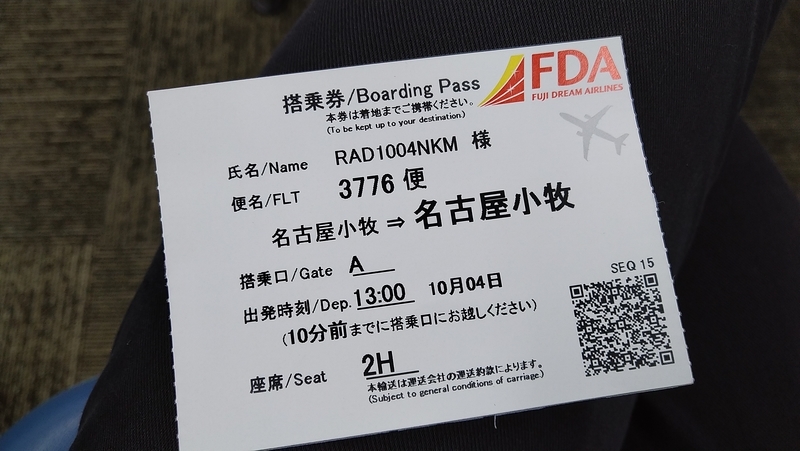 FDA
FUJI DREAM AIRLINES
搭乗券/Boarding Pass
本券は着地までご携帯ください。
(To be kept up to your destination)
氏名/Name RAD1004NKM 様
便名/FLT 3776 便
名古屋小牧 ⇒ 名古屋小牧
搭乗口/Gate A
出発時刻/Dep. 13:00 10月04日
(10分前までに搭乗口にお越しください)
SEQ 15
座席/Seat 2H
本輸送は運送会社の運送約款によります。
(Subject to general conditions of carriage.)